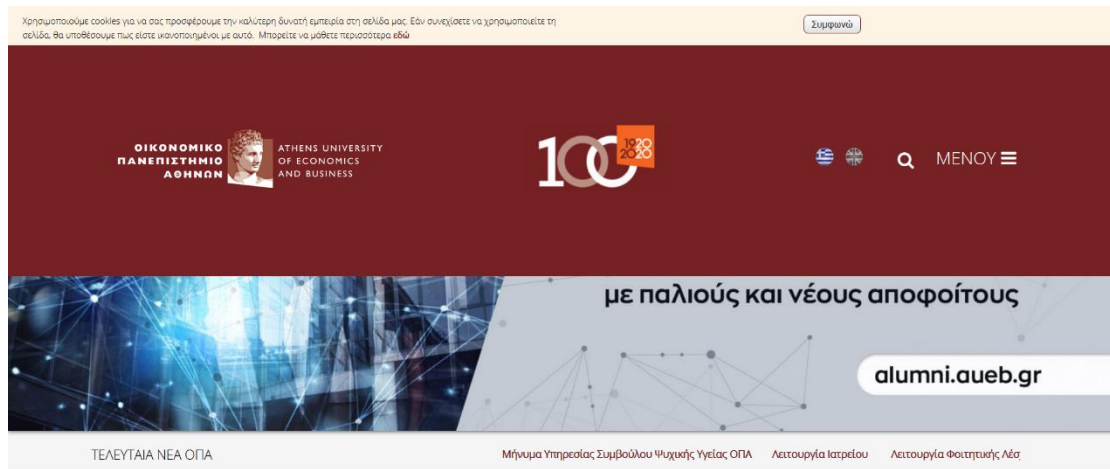 Χρησιμοποιούμε cookies για να σας προσφέρουμε την καλύτερη δυνατή εμπειρία στη σελίδα μας. Εάν συνεχίσετε να χρησιμοποιείτε τη
σελίδα, θα υποθέσουμε πως είστε ικανοποιημένοι με αυτό. Μπορείτε να μάθετε περισσότερα εδώ
Συμφωνώ
ΟΙΚΟΝΟΜΙΚΟ
ΠΑΝΕΠΙΣΤΗΜΙΟ
ΑΘΗΝΩΝ
ATHENS UNIVERSITY
OF ECONOMICS
AND BUSINESS
100
1920
2020
ΜΕΝΟΥ
με παλιούς και νέους αποφοίτους
alumni.aueb.gr
ΤΕΛΕΥΤΑΙΑ ΝΕΑ ΟΠΑ
Μήνυμα Υπηρεσίας Συμβούλου Ψυχικής Υγείας ΟΠΑ Λειτουργία Ιατρείου Λειτουργία Φοιτητικής Λέσ